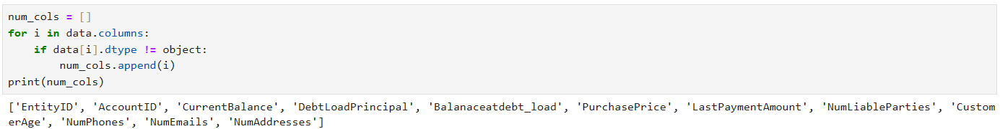 num_cols = []
for i in data.columns:
    if data[i].dtype != object:
        num_cols.append(i)
print(num_cols)
['EntityID', 'AccountID', 'CurrentBalance', 'DebtLoadPrincipal', 'Balanaceatdebt_load', 'PurchasePrice', 'LastPaymentAmount', 'NumLiableParties', 'Custom
erAge', 'NumPhones', 'NumEmails', 'NumAddresses']